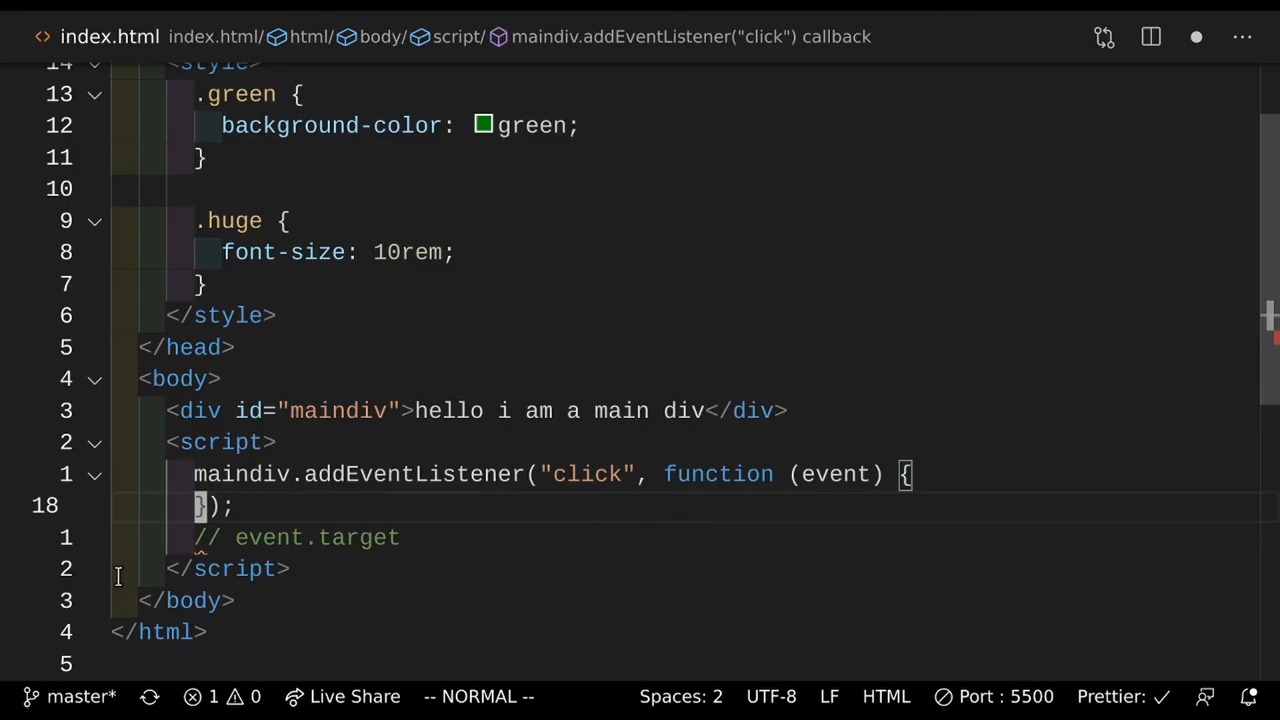 <> index.html index.html/ html/ body/ script/ maindiv.addEventListener("click") callback
14 <style>
13 .green {
12 background-color: green;
11 }
10
9 .huge {
8 font-size: 10rem;
7 }
6 </style>
5 </head>
4 <body>
3 <div id="maindiv">hello i am a main div</div>
2 <script>
1 maindiv.addEventListener("click", function (event) {
18 });
1 // event.target
2 </script>
3 </body>
4 </html>
5
master* 1 0 Live Share -- NORMAL -- Spaces: 2 UTF-8 LF HTML Port : 5500 Prettier: ✓